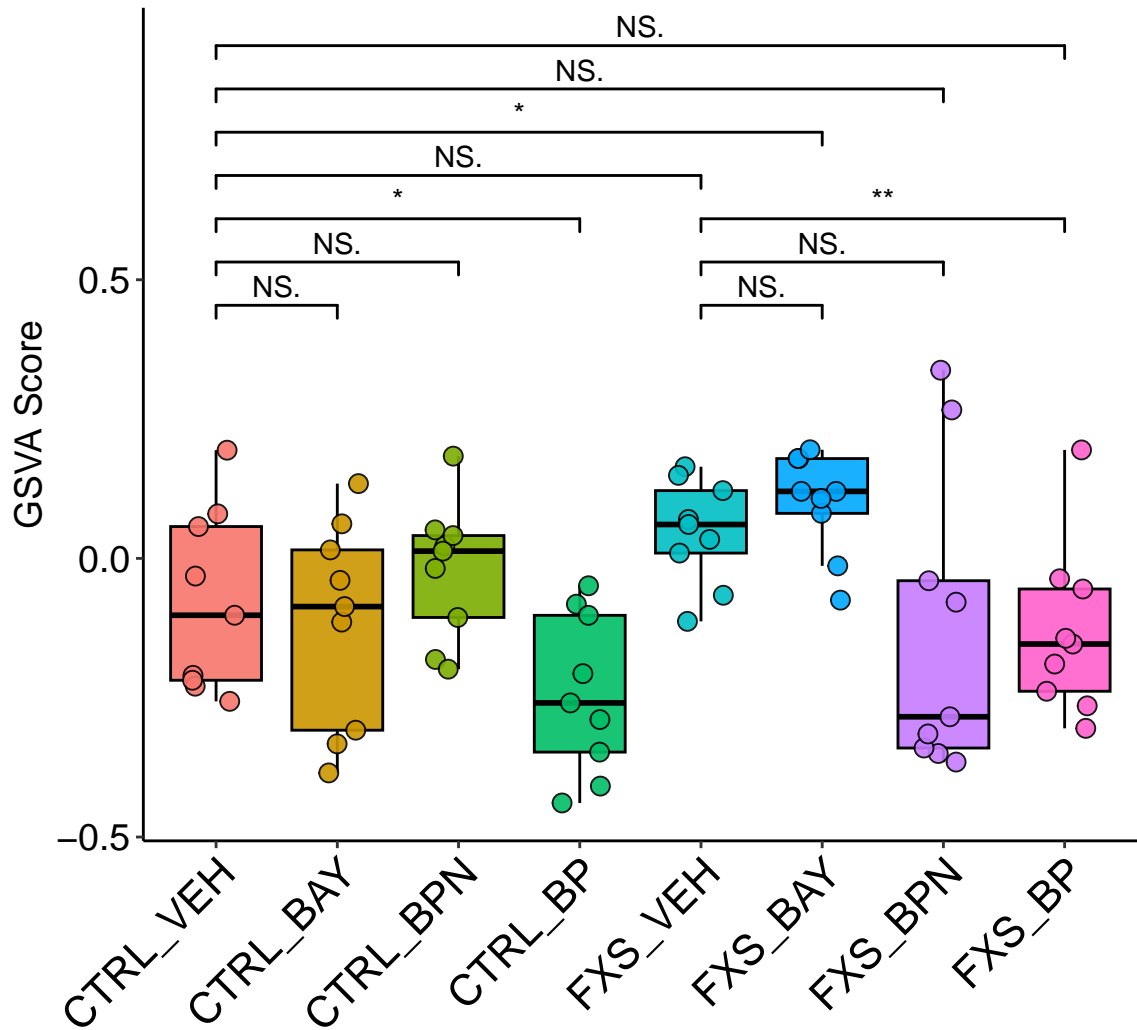 NS.
NS.
*
NS.
* **
NS. NS.
NS. NS.
GSVA Score
0.5
0.0
−0.5
CTRL_VEH
CTRL_BAY
CTRL_BPN
CTRL_BP
FXS_VEH
FXS_BAY
FXS_BPN
FXS_BP